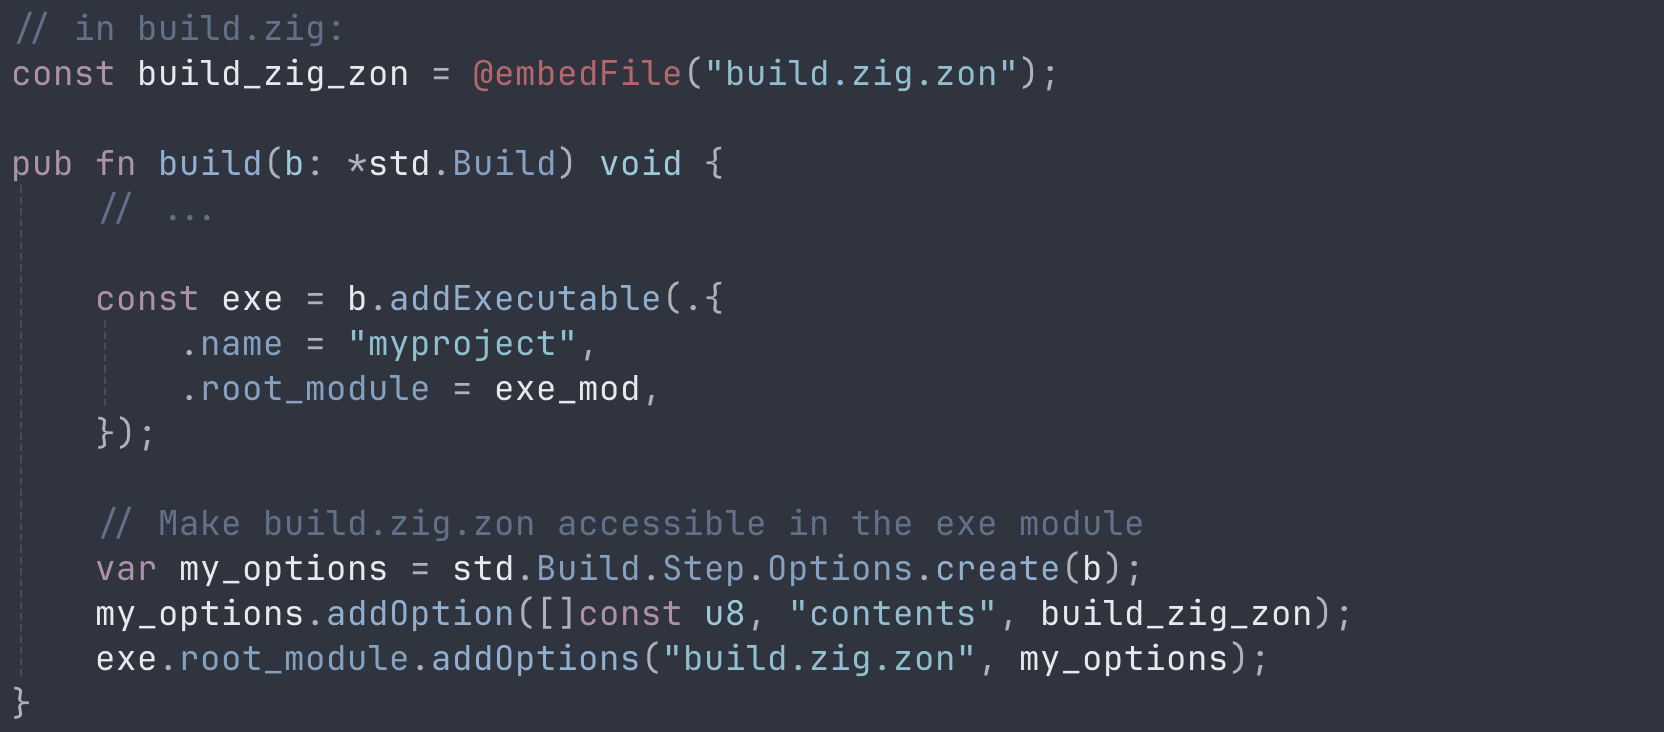 // in build.zig:
const build_zig_zon = @embedFile("build.zig.zon");

pub fn build(b: *std.Build) void {
    // ...

    const exe = b.addExecutable(.{
        .name = "myproject",
        .root_module = exe_mod,
    });

    // Make build.zig.zon accessible in the exe module
    var my_options = std.Build.Step.Options.create(b);
    my_options.addOption([]const u8, "contents", build_zig_zon);
    exe.root_module.addOptions("build.zig.zon", my_options);
}